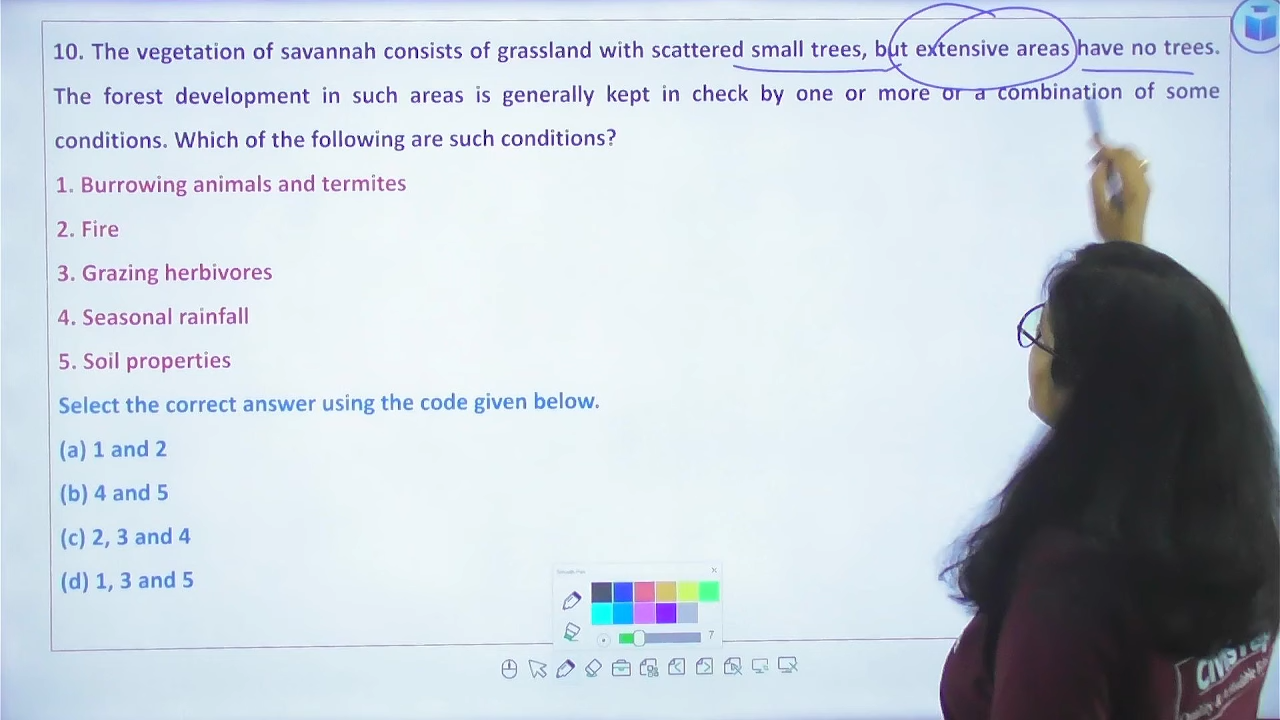 10. The vegetation of savannah consists of grassland with scattered small trees, but extensive areas have no trees.
The forest development in such areas is generally kept in check by one or more or a combination of some
conditions. Which of the following are such conditions?
1. Burrowing animals and termites
2. Fire
3. Grazing herbivores
4. Seasonal rainfall
5. Soil properties
Select the correct answer using the code given below.
(a) 1 and 2
(b) 4 and 5
(c) 2, 3 and 4
(d) 1, 3 and 5
7